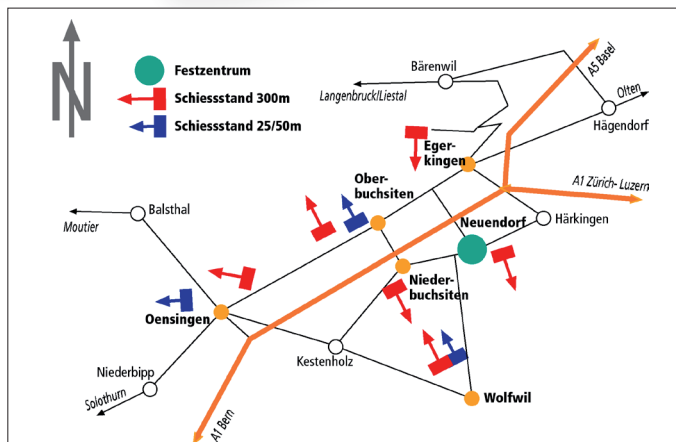 N
Festzentrum
Schiessstand 300m
Schiessstand 25/50m
Bärenwil
Langenbruck/Liestal
A5 Basel
Olten
Hägendorf
Eger-
kingen
A1 Zürich- Luzern
Ober-
buchsiten
Balsthal
Moutier
Neuendorf
Härkingen
Nieder-
buchsiten
Oensingen
Kestenholz
Niederbipp
Solothurn
A1 Bern
Wolfwil